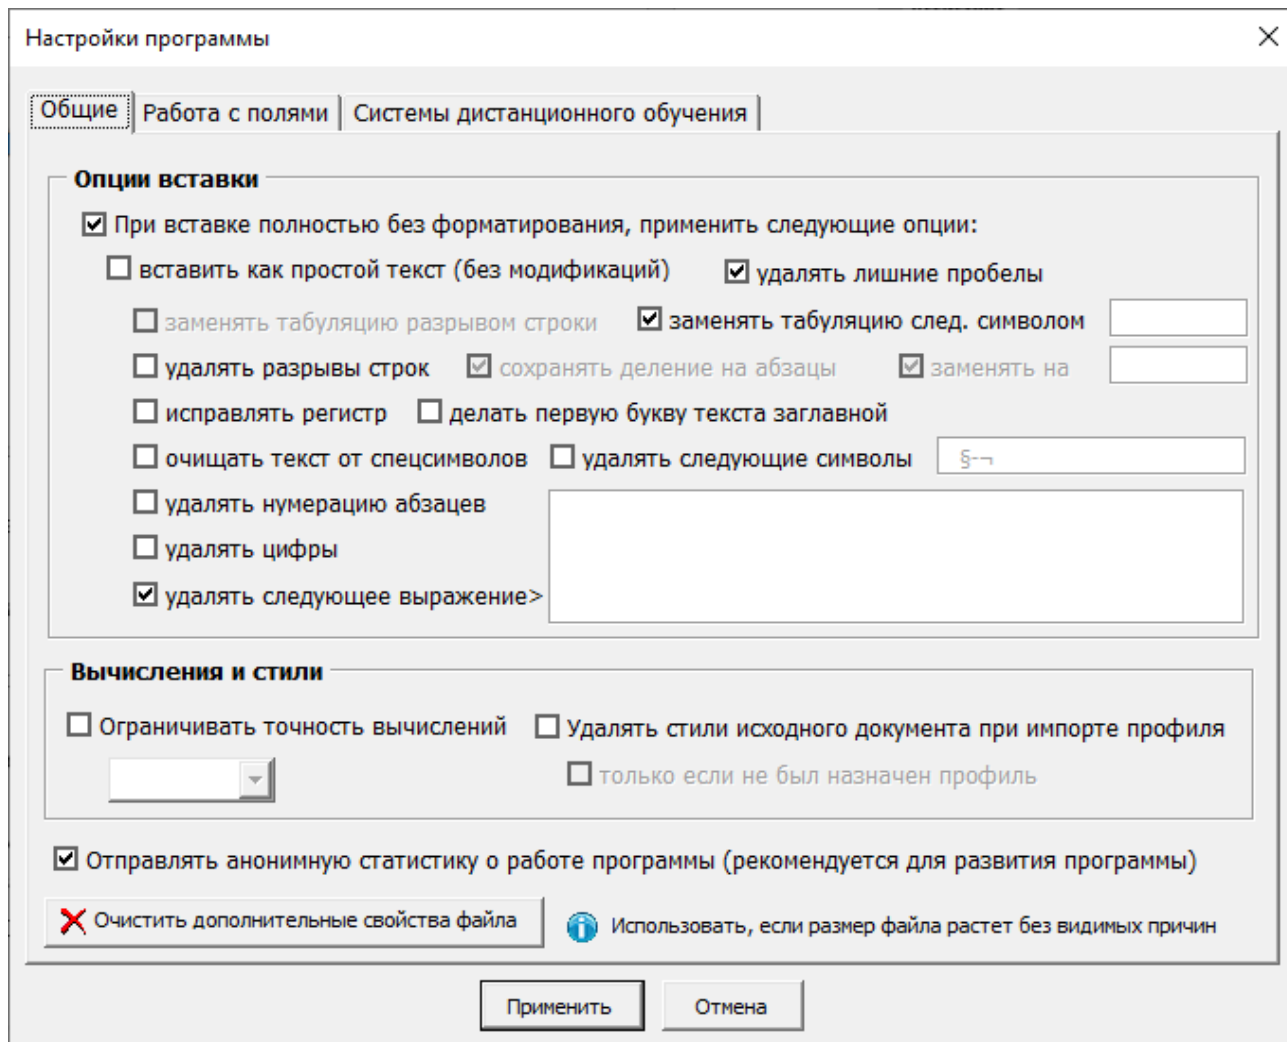 Настройки программы
Общие Работа с полями Системы дистанционного обучения
Опции вставки
При вставке полностью без форматирования, применить следующие опции:
вставить как простой текст (без модификаций) удалять лишние пробелы
заменять табуляцию разрывом строки заменять табуляцию след. символом
удалять разрывы строк сохранять деление на абзацы заменять на
исправлять регистр делать первую букву текста заглавной
очищать текст от спецсимволов удалять следующие символы §-¬
удалять нумерацию абзацев
удалять цифры
удалять следующее выражение>
Вычисления и стили
Ограничивать точность вычислений Удалять стили исходного документа при импорте профиля
только если не был назначен профиль
Отправлять анонимную статистику о работе программы (рекомендуется для развития программы)
Очистить дополнительные свойства файла Использовать, если размер файла растет без видимых причин
Применить Отмена